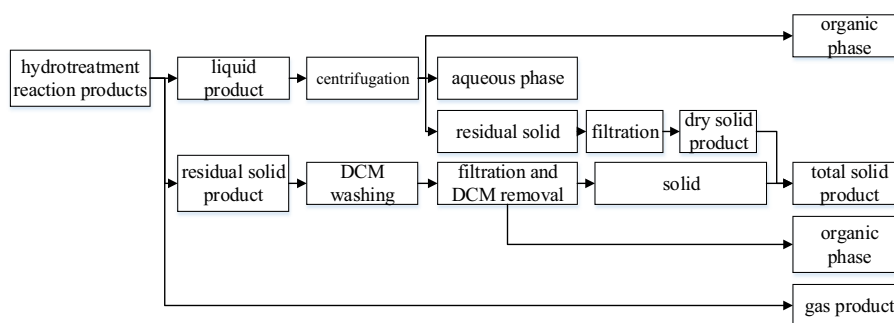 organic
phase
hydrotreatment
reaction products
liquid
product
centrifugation
aqueous phase
residual solid
filtration
dry solid
product
residual solid
product
DCM
washing
filtration and
DCM removal
solid
total solid
product
organic
phase
gas product